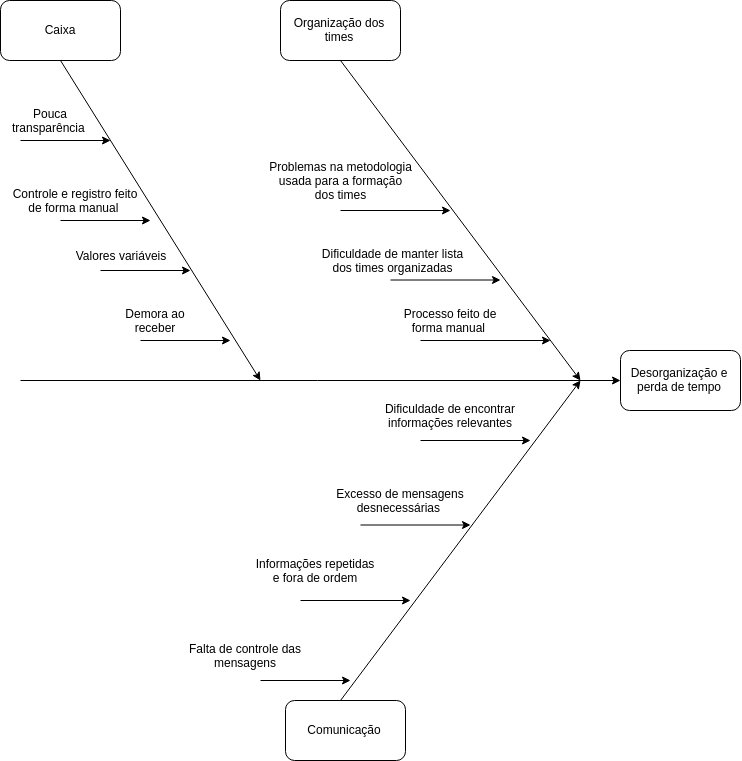 Caixa
Organização dos
times
Pouca
transparência
Problemas na metodologia
usada para a formação
dos times
Controle e registro feito
de forma manual
Valores variáveis
Dificuldade de manter lista
dos times organizadas
Demora ao
receber
Processo feito de
forma manual
Desorganização e
perda de tempo
Dificuldade de encontrar
informações relevantes
Excesso de mensagens
desnecessárias
Informações repetidas
e fora de ordem
Falta de controle das
mensagens
Comunicação